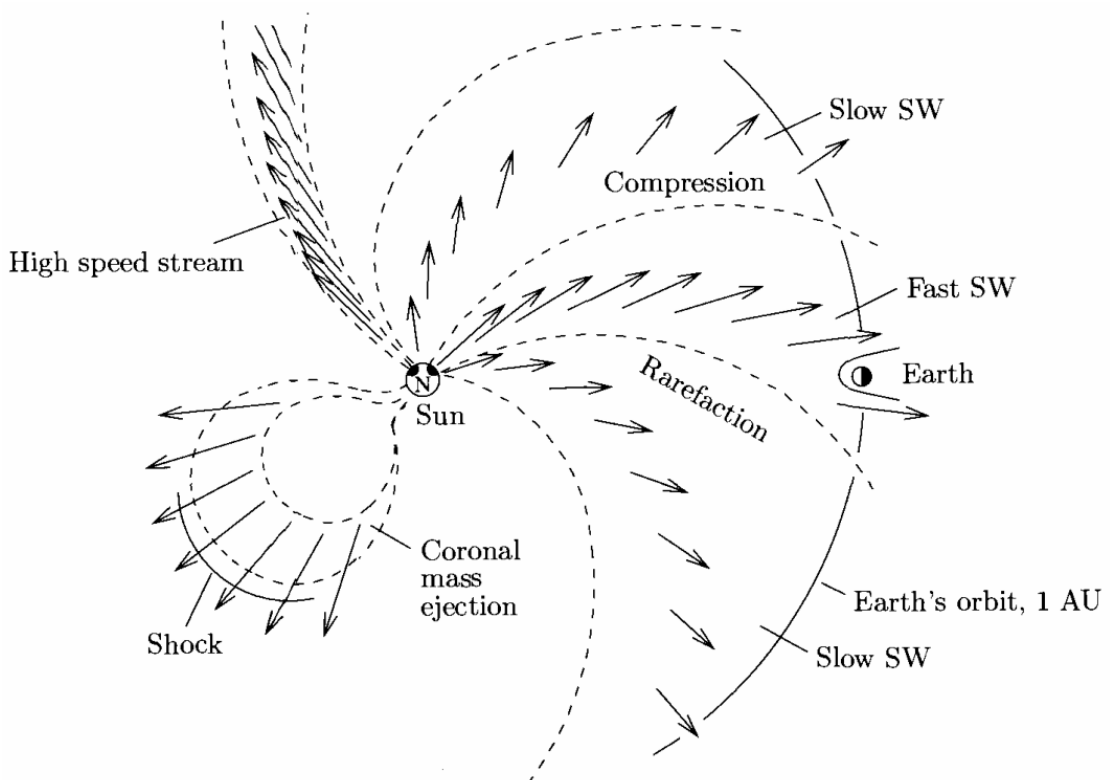 Slow SW
Compression
High speed stream
Fast SW
Rarefaction
Earth
N
Sun
Coronal
mass
ejection
Earth's orbit, 1 AU
Shock
Slow SW